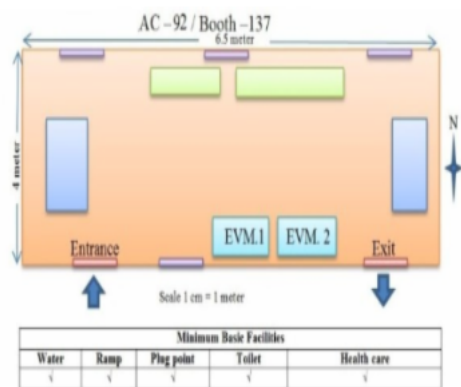 AC –92 / Booth –137
6.5 meter
4 meter
N
EVM.1 EVM. 2
Entrance Exit
Scale 1 cm = 1 meter
Minimum Basic Facilities
Water Ramp Plug point Toilet Health care
√ √ √ √ √